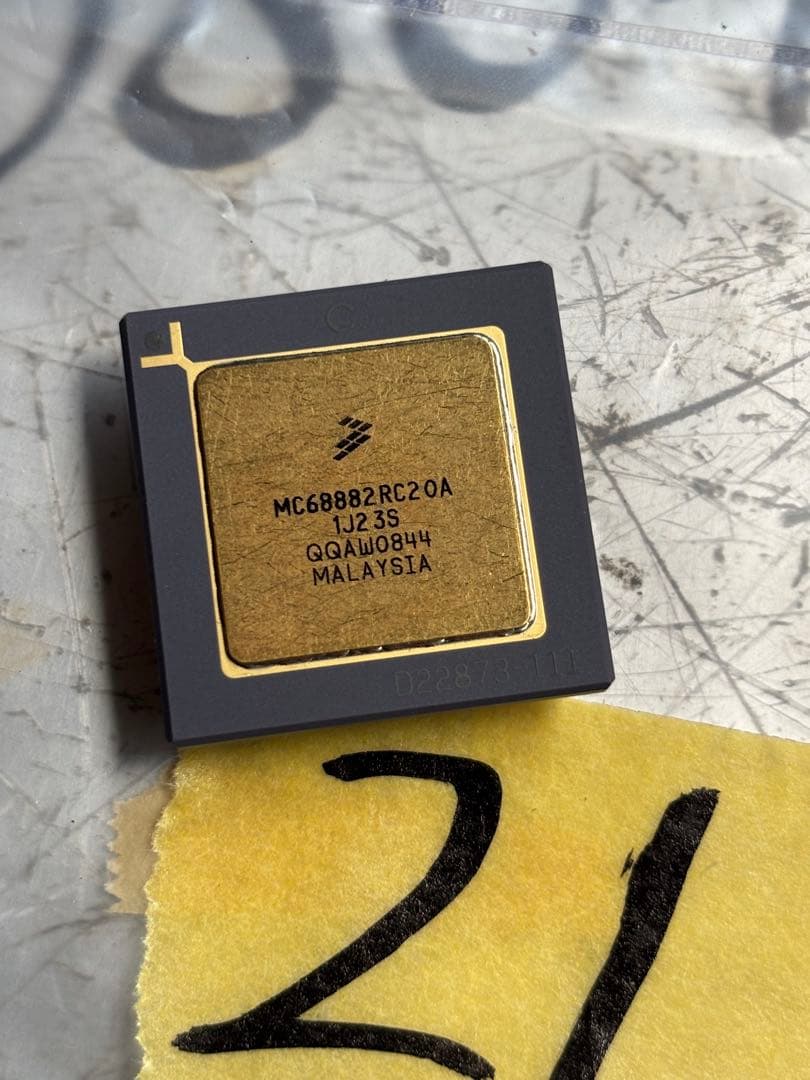 MC68882RC20A
1J23S
QQAW0844
MALAYSIA
D22873-111
21